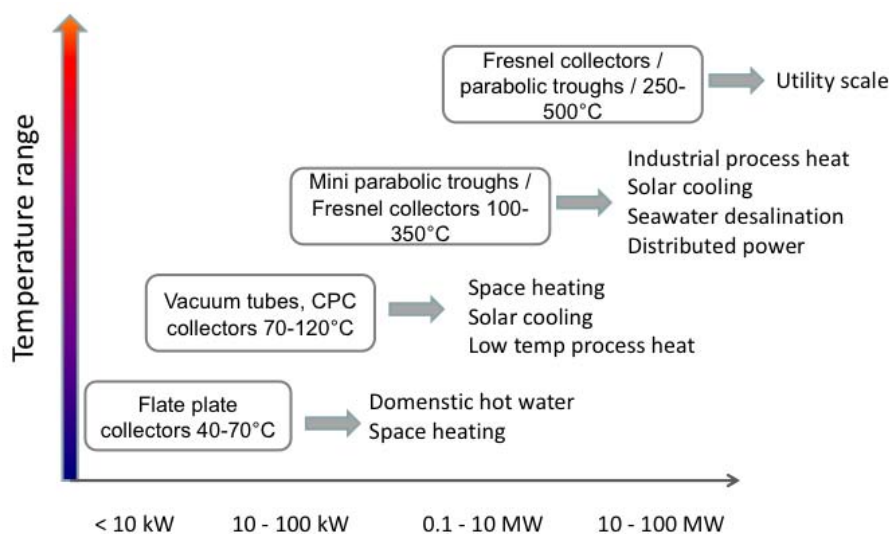 Temperature range
Fresnel collectors /
parabolic troughs / 250-
500°C
Utility scale
Mini parabolic troughs /
Fresnel collectors 100-
350°C
Industrial process heat
Solar cooling
Seawater desalination
Distributed power
Vacuum tubes, CPC
collectors 70-120°C
Space heating
Solar cooling
Low temp process heat
Flate plate
collectors 40-70°C
Domenstic hot water
Space heating
< 10 kW
10 - 100 kW
0.1 - 10 MW
10 - 100 MW